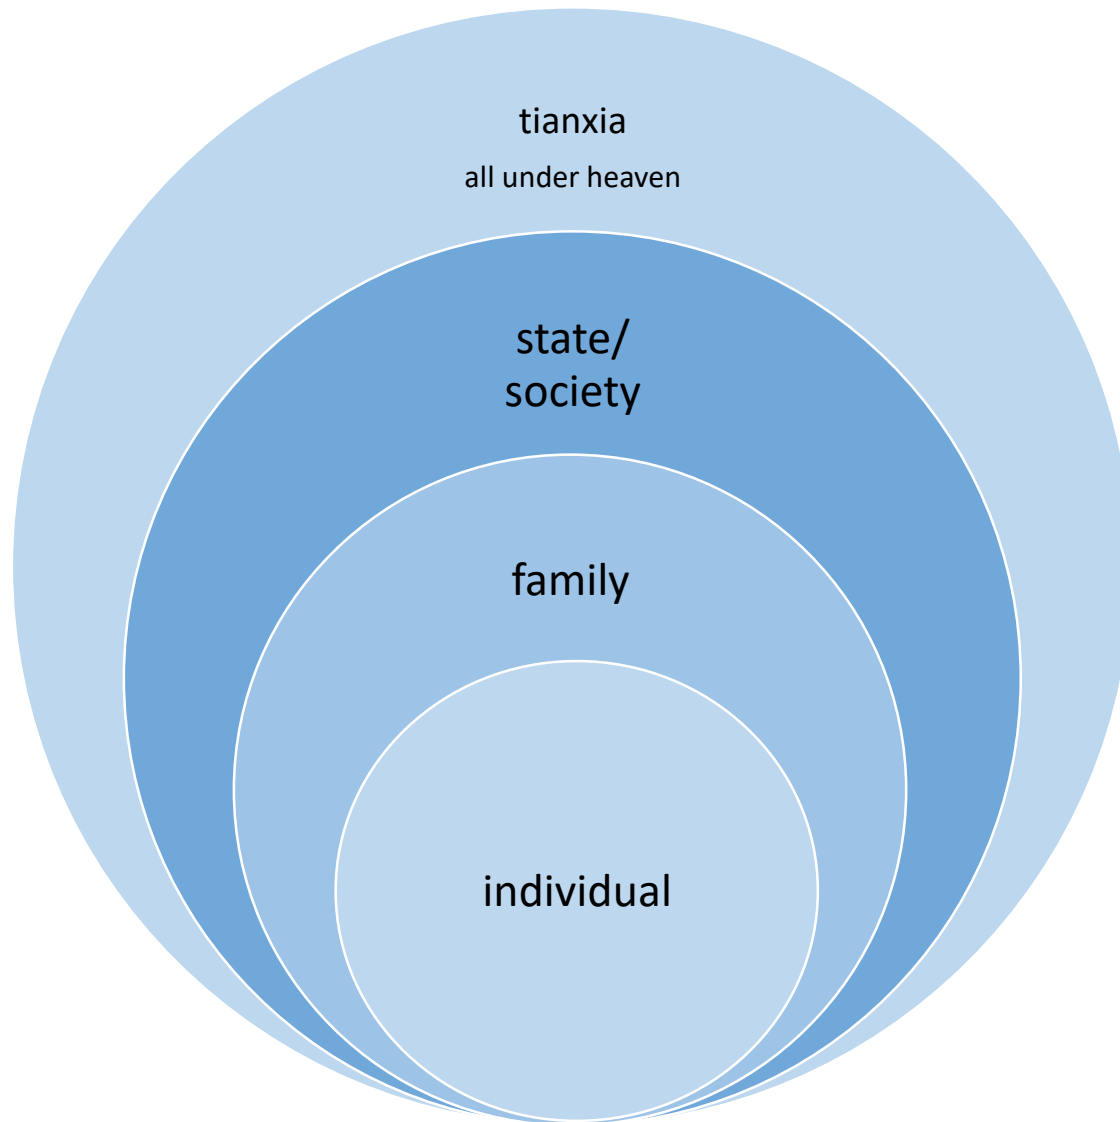 tianxia
all under heaven
state/
society
family
individual